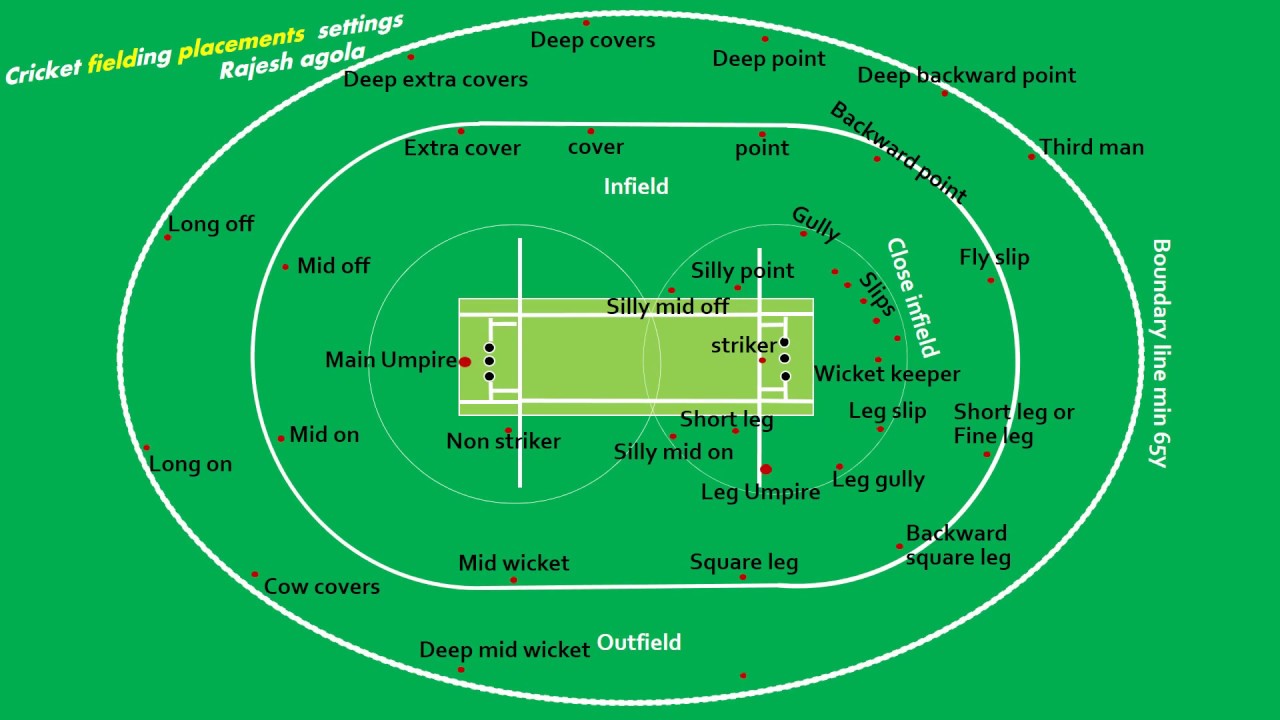 Cricket fielding placements settings
Rajesh agola
Deep covers
Deep point
Deep extra covers
Deep backward point
Extra cover
cover
point
Backward point
Third man
Infield
Long off
Gully
Mid off
Silly point
Slips
Close infield
Fly slip
Silly mid off
Boundary line min 65y
striker
Main Umpire
Wicket keeper
Short leg
Leg slip
Short leg or
Fine leg
Mid on
Non striker
Silly mid on
Long on
Leg Umpire
Leg gully
Backward
square leg
Mid wicket
Square leg
Cow covers
Deep mid wicket
Outfield